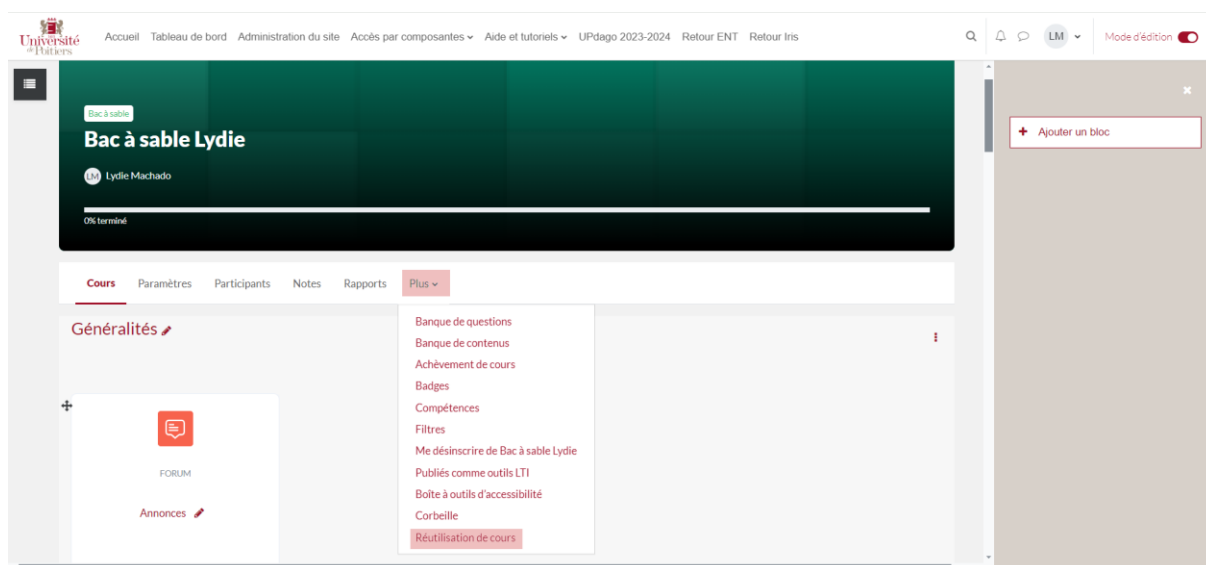 Université
de Poitiers
Accueil Tableau de bord Administration du site Accès par composantes Aide et tutoriels UPdago 2023-2024 Retour ENT Retour Iris
LM
Mode d'édition
Bac à sable
Bac à sable Lydie
LM Lydie Machado
0% terminé
+ Ajouter un bloc
Cours Paramètres Participants Notes Rapports Plus
Généralités
Banque de questions
Banque de contenus
Achèvement de cours
Badges
Compétences
Filtres
Me désinscrire de Bac à sable Lydie
Publiés comme outils LTI
Boîte à outils d'accessibilité
Corbeille
Réutilisation de cours
FORUM
Annonces